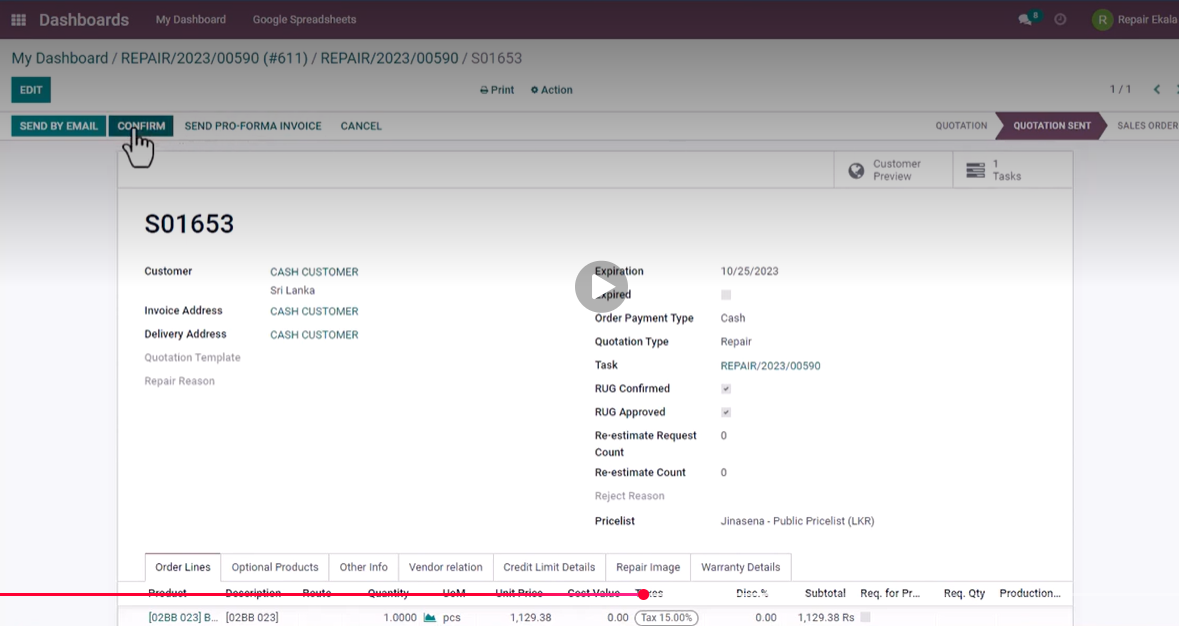 Dashboards My Dashboard Google Spreadsheets 8 R Repair Ekala
My Dashboard / REPAIR/2023/00590 (#611) / REPAIR/2023/00590 / S01653
EDIT Print Action 1 / 1
SEND BY EMAIL CONFIRM SEND PRO-FORMA INVOICE CANCEL QUOTATION QUOTATION SENT SALES ORDER
Customer Preview 1 Tasks
S01653
Customer CASH CUSTOMER Expiration 10/25/2023
Sri Lanka Expired
Invoice Address CASH CUSTOMER Order Payment Type Cash
Delivery Address CASH CUSTOMER Quotation Type Repair
Quotation Template Task REPAIR/2023/00590
Repair Reason RUG Confirmed
RUG Approved
Re-estimate Request Count 0
Re-estimate Count 0
Reject Reason
Pricelist Jinasena - Public Pricelist (LKR)
Order Lines Optional Products Other Info Vendor relation Credit Limit Details Repair Image Warranty Details
Product Description Route Quantity UoM Unit Price Cost Value Taxes Disc.% Subtotal Req. for Pr... Req. Qty Production...
[02BB 023] B... [02BB 023] 1.0000 pcs 1,129.38 0.00 Tax 15.00% 0.00 1,129.38 Rs